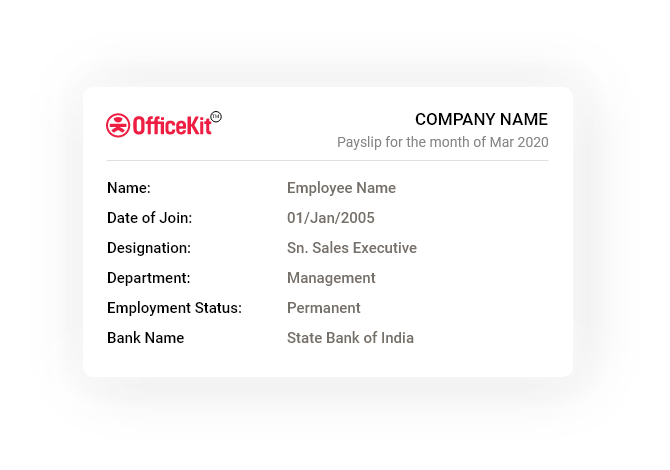 OfficeKit TM
COMPANY NAME
Payslip for the month of Mar 2020
Name: Employee Name
Date of Join: 01/Jan/2005
Designation: Sn. Sales Executive
Department: Management
Employment Status: Permanent
Bank Name State Bank of India